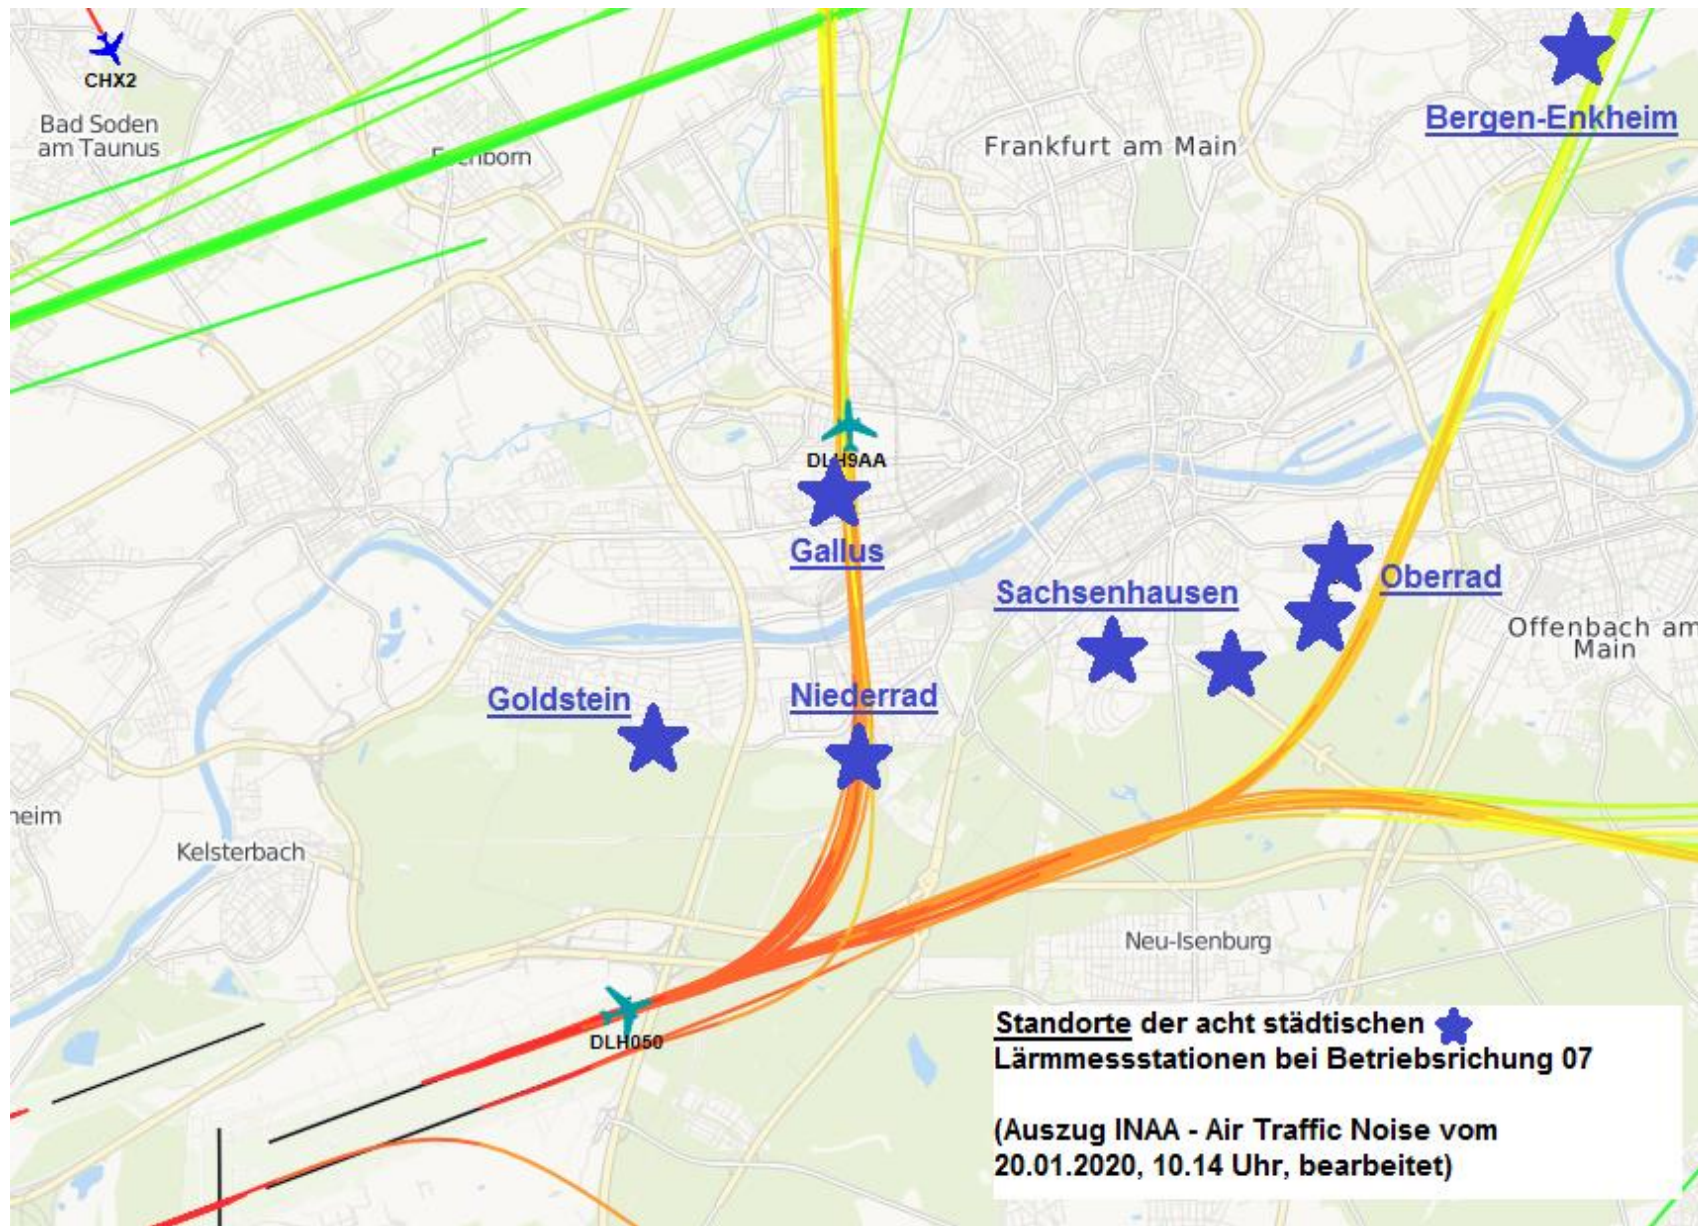 CHX2
Bad Soden
am Taunus
Bergen-Enkheim
Frankfurt am Main
DLH9AA
Gallus
Sachsenhausen
Oberrad
Offenbach am
Main
Goldstein
Niederrad
heim
Kelsterbach
Neu-Isenburg
DLH050
Standorte der acht städtischen
Lärmmessstationen bei Betriebsrichung 07
(Auszug INAA - Air Traffic Noise vom
20.01.2020, 10.14 Uhr, bearbeitet)